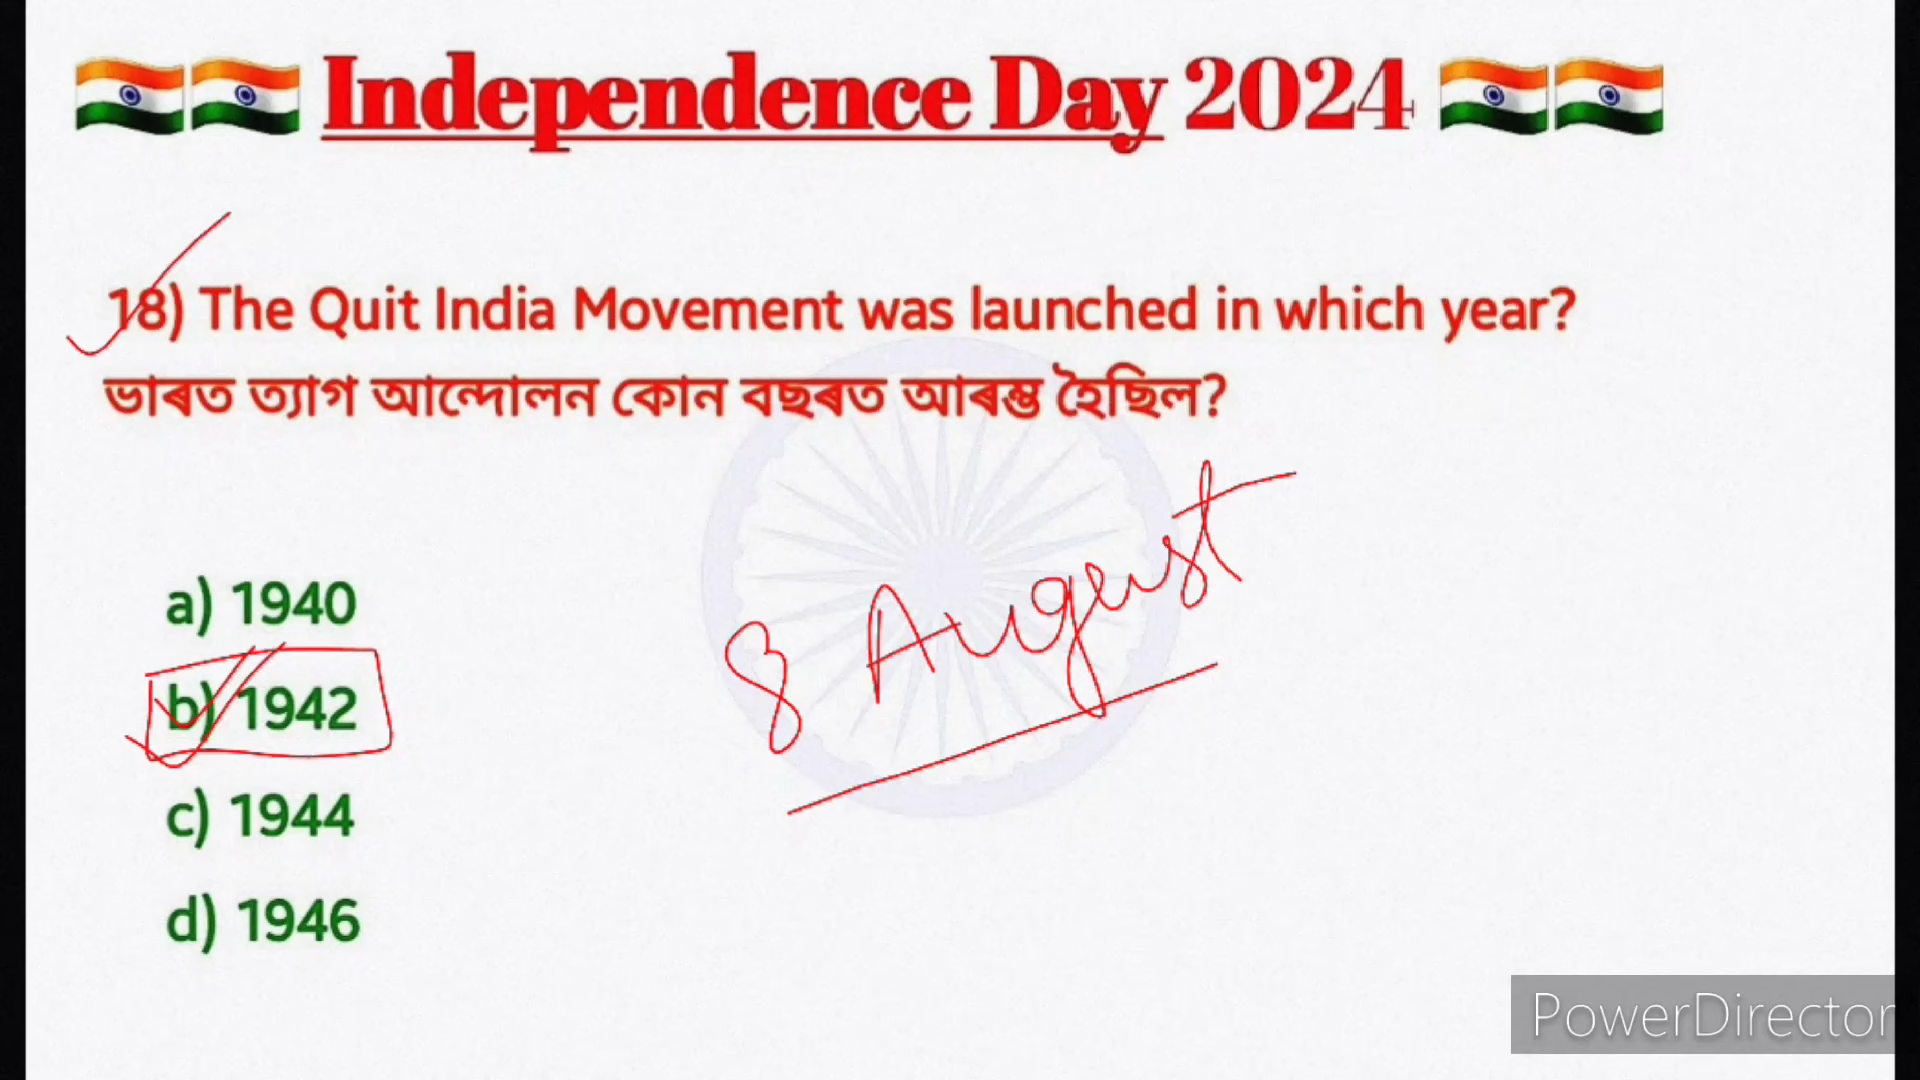 Independence Day 2024
18) The Quit India Movement was launched in which year?
ভাৰত ত্যাগ আন্দোলন কোন বছৰত আৰম্ভ হৈছিল?
8 August
a) 1940
b) 1942
c) 1944
d) 1946
PowerDirector